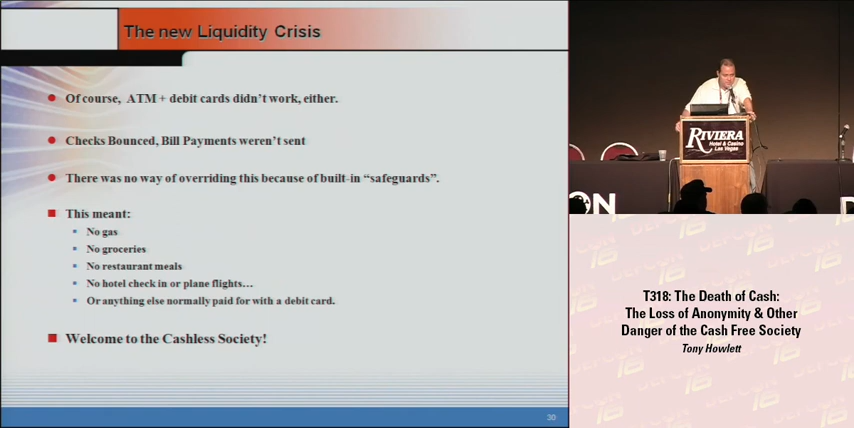 The new Liquidity Crisis
Of course, ATM + debit cards didn't work, either.
Checks Bounced, Bill Payments weren't sent
There was no way of overriding this because of built-in “safeguards”.
This meant:
No gas
No groceries
No restaurant meals
No hotel check in or plane flights…
Or anything else normally paid for with a debit card.
Welcome to the Cashless Society!
30
RIVIERA
Hotel & Casino
Las Vegas
T318: The Death of Cash:
The Loss of Anonymity & Other
Danger of the Cash Free Society
Tony Howlett